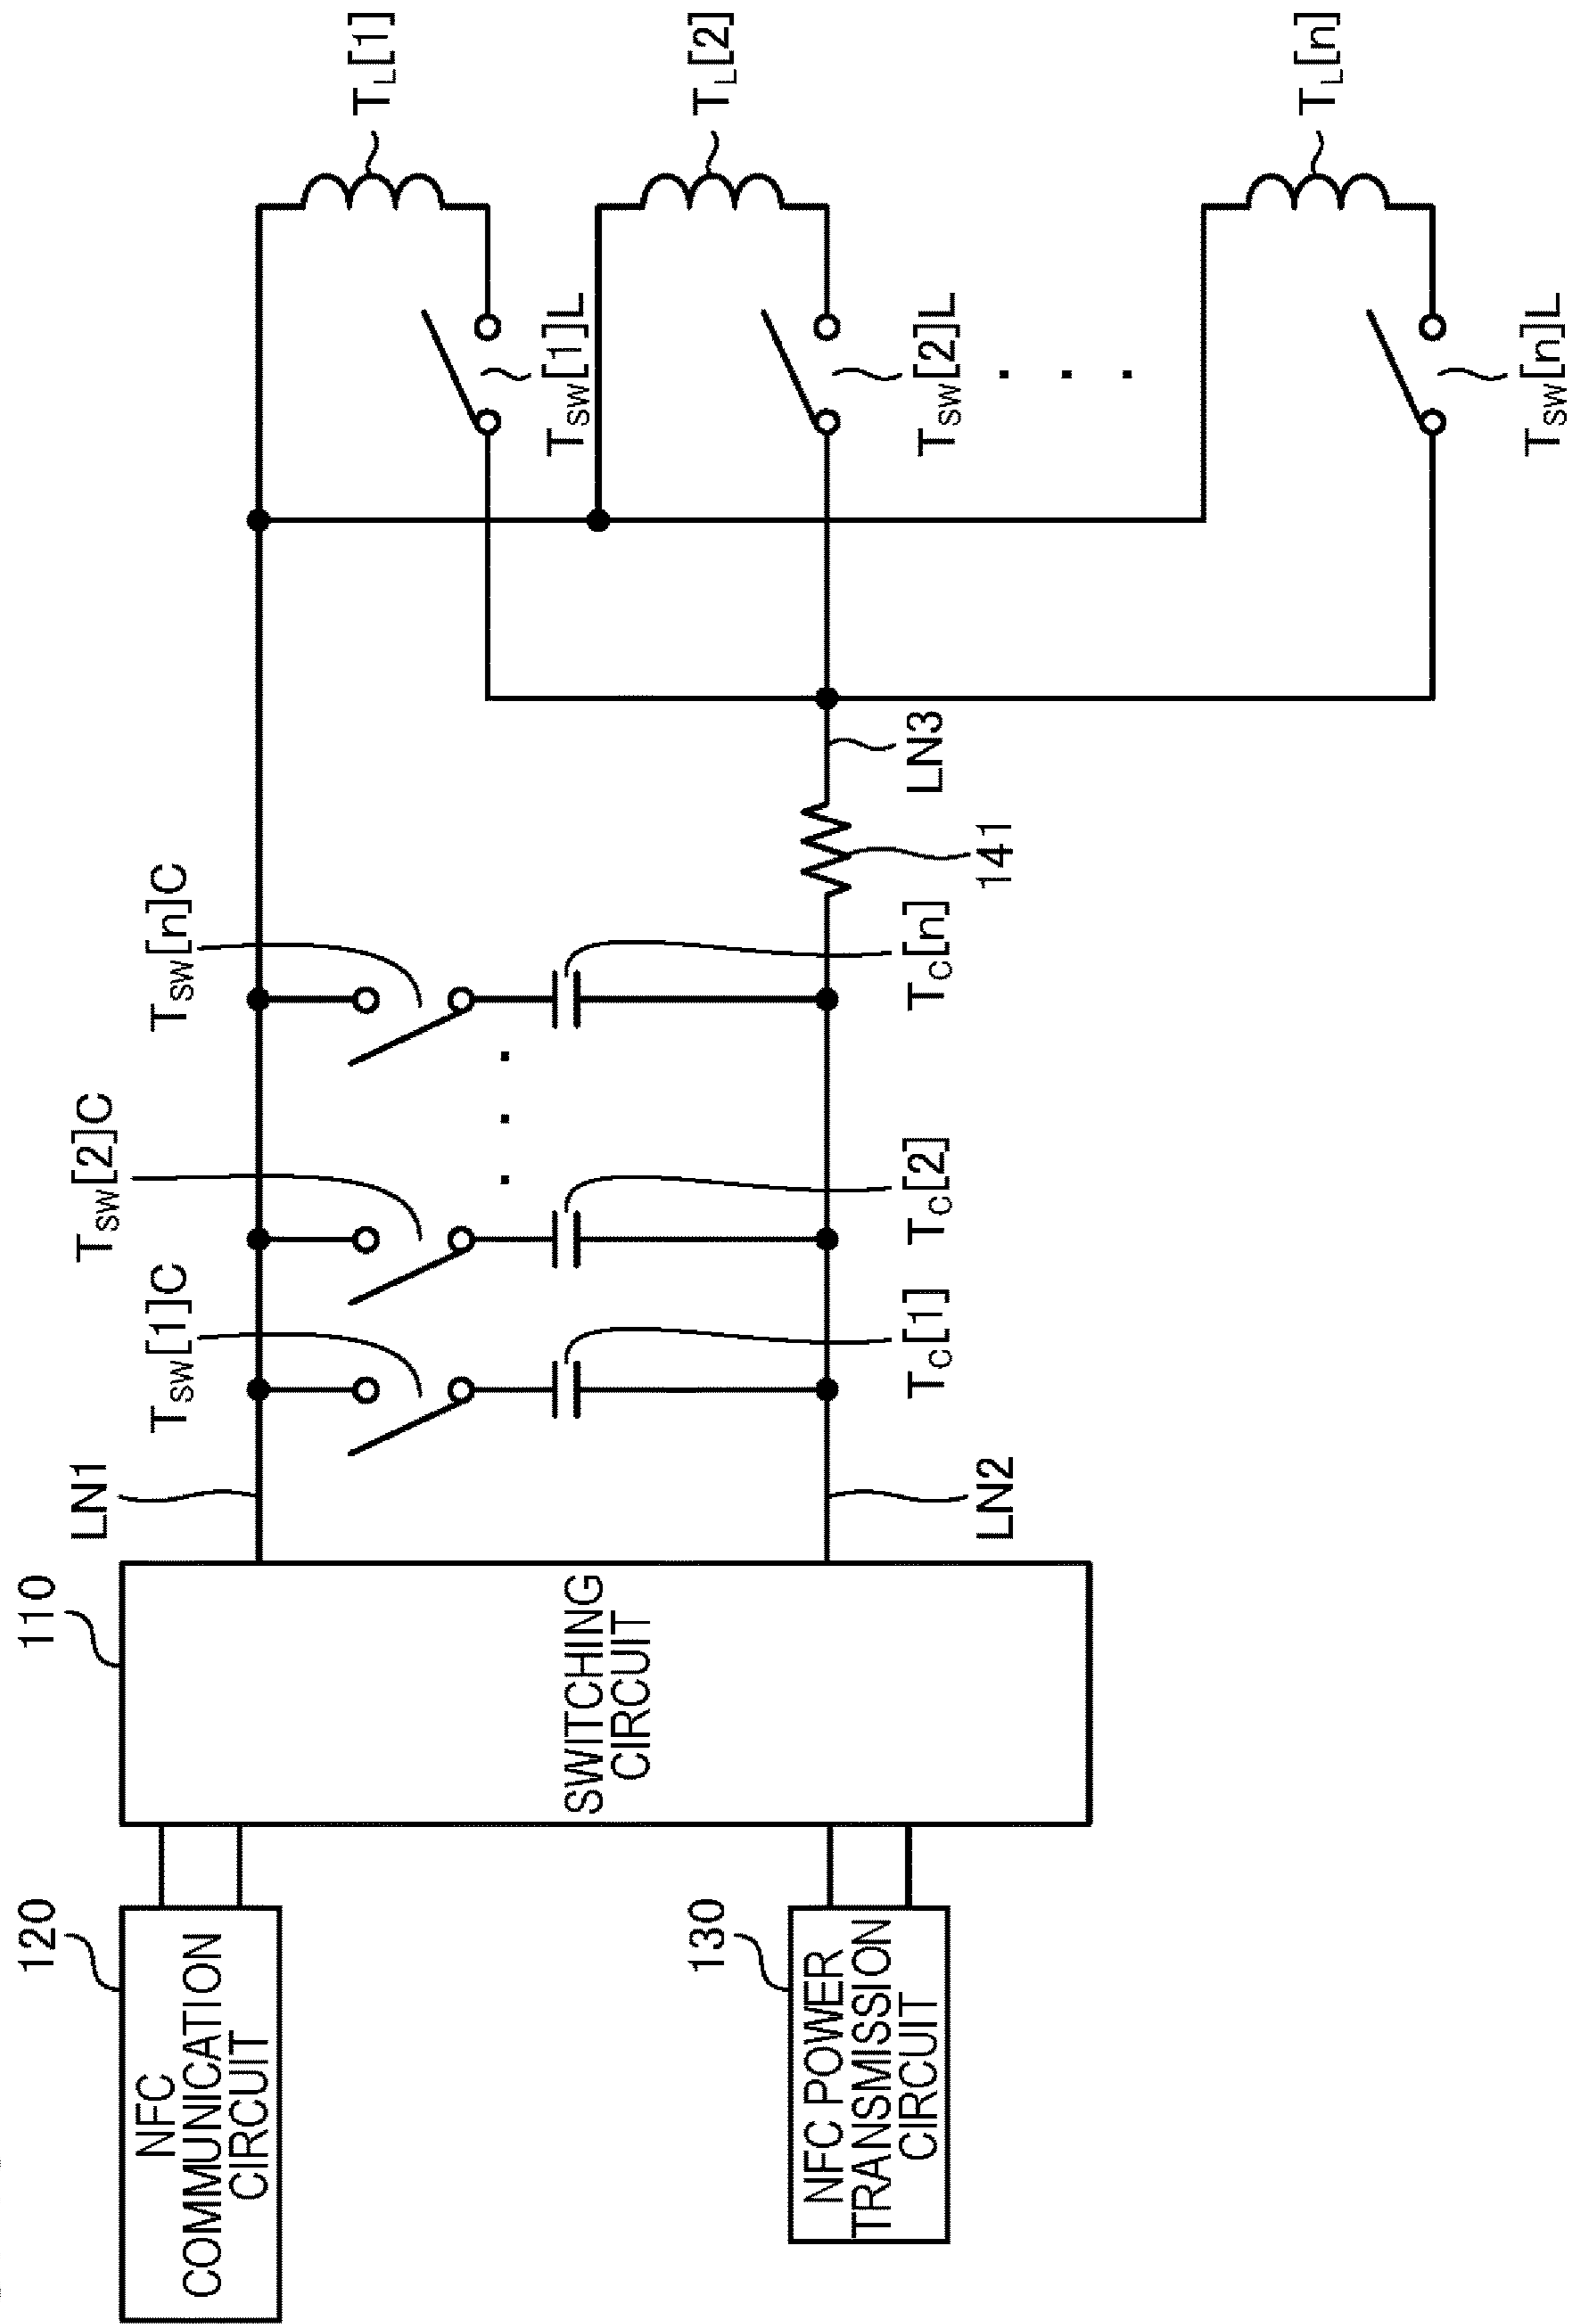 120
NFC
COMMUNICATION
CIRCUIT
130
NFC POWER
TRANSMISSION
CIRCUIT
110
SWITCHING
CIRCUIT
LN1
LN2
TSW[1]C
TSW[2]C
TSW[n]C
TC[1]
TC[2]
TC[n]
141
LN3
TSW[1]L
TSW[2]L
TSW[n]L
TL[1]
TL[2]
TL[n]